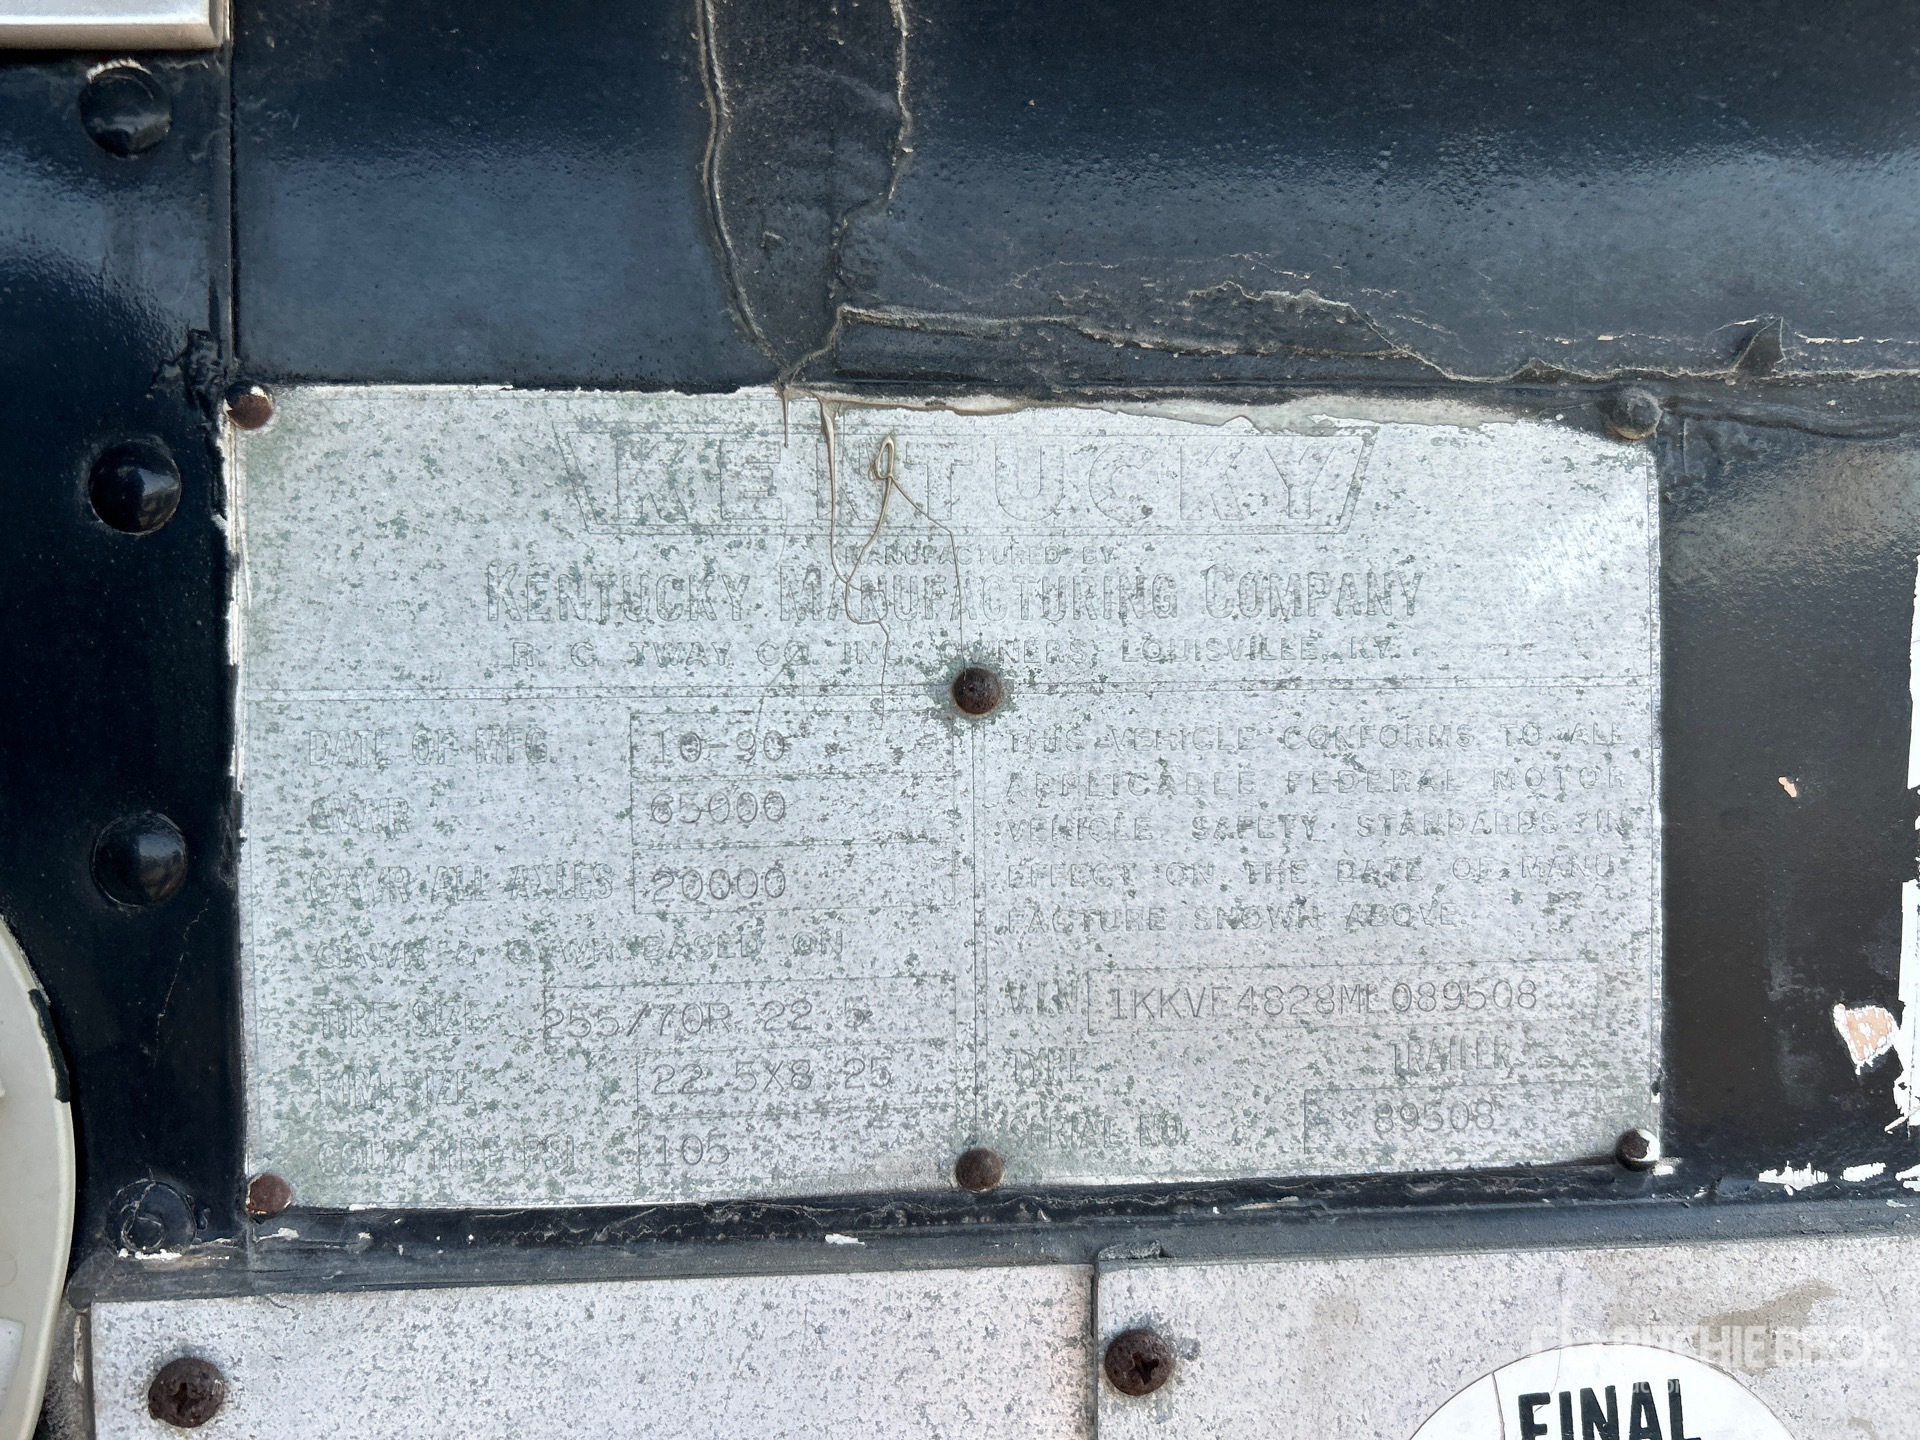 KENTUCKY
MANUFACTURED BY
KENTUCKY MANUFACTURING COMPANY
R. C. TWAY CO. INC. OWNERS, LOUISVILLE, KY.
DATE OF MFG. 10-90
GVWR 65000
GAWR ALL AXLES 20000
GAWR & GVWR BASED ON
TIRE SIZE 255/70R 22.5
RIM SIZE 22.5X8.25
COLD TIRE PSI 105
THIS VEHICLE CONFORMS TO ALL
APPLICABLE FEDERAL MOTOR
VEHICLE SAFETY STANDARDS IN
EFFECT ON THE DATE OF MANU-
FACTURE SHOWN ABOVE
V.I.N. 1KKVE4828ML089508
TYPE TRAILER
SERIAL NO. 89508
FINAL
RITCHIE BROS.